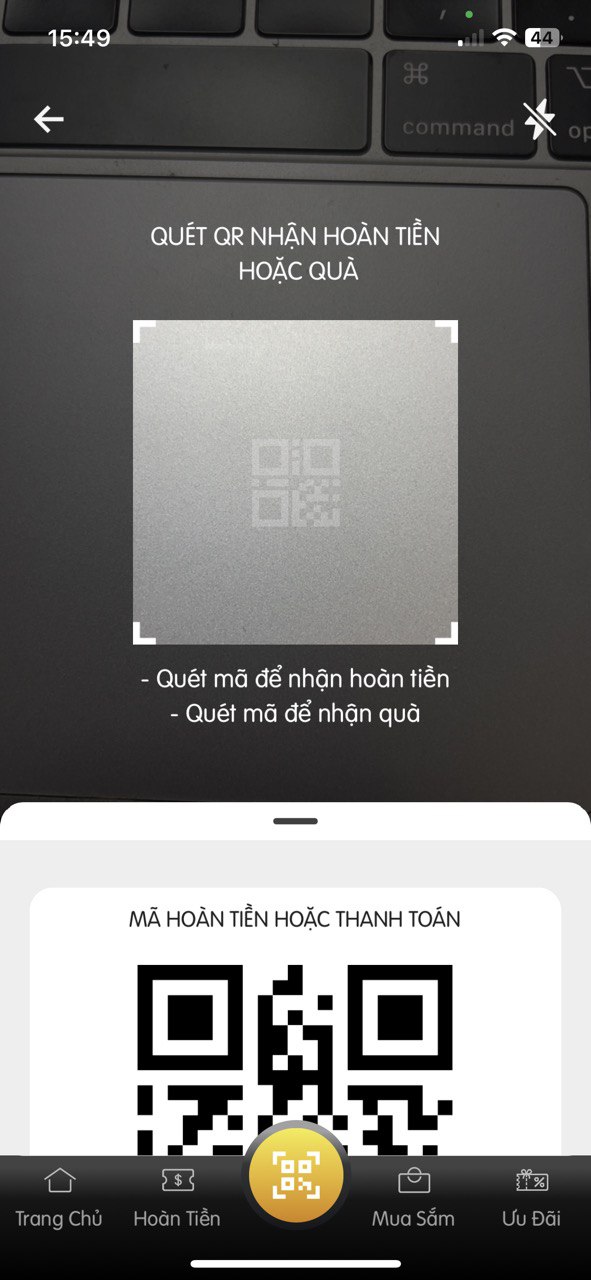 15:49
44
⌘
command
op
QUÉT QR NHẬN HOÀN TIỀN
HOẶC QUÀ
- Quét mã để nhận hoàn tiền
- Quét mã để nhận quà
MÃ HOÀN TIỀN HOẶC THANH TOÁN
Trang Chủ
Hoàn Tiền
Mua Sắm
Ưu Đãi